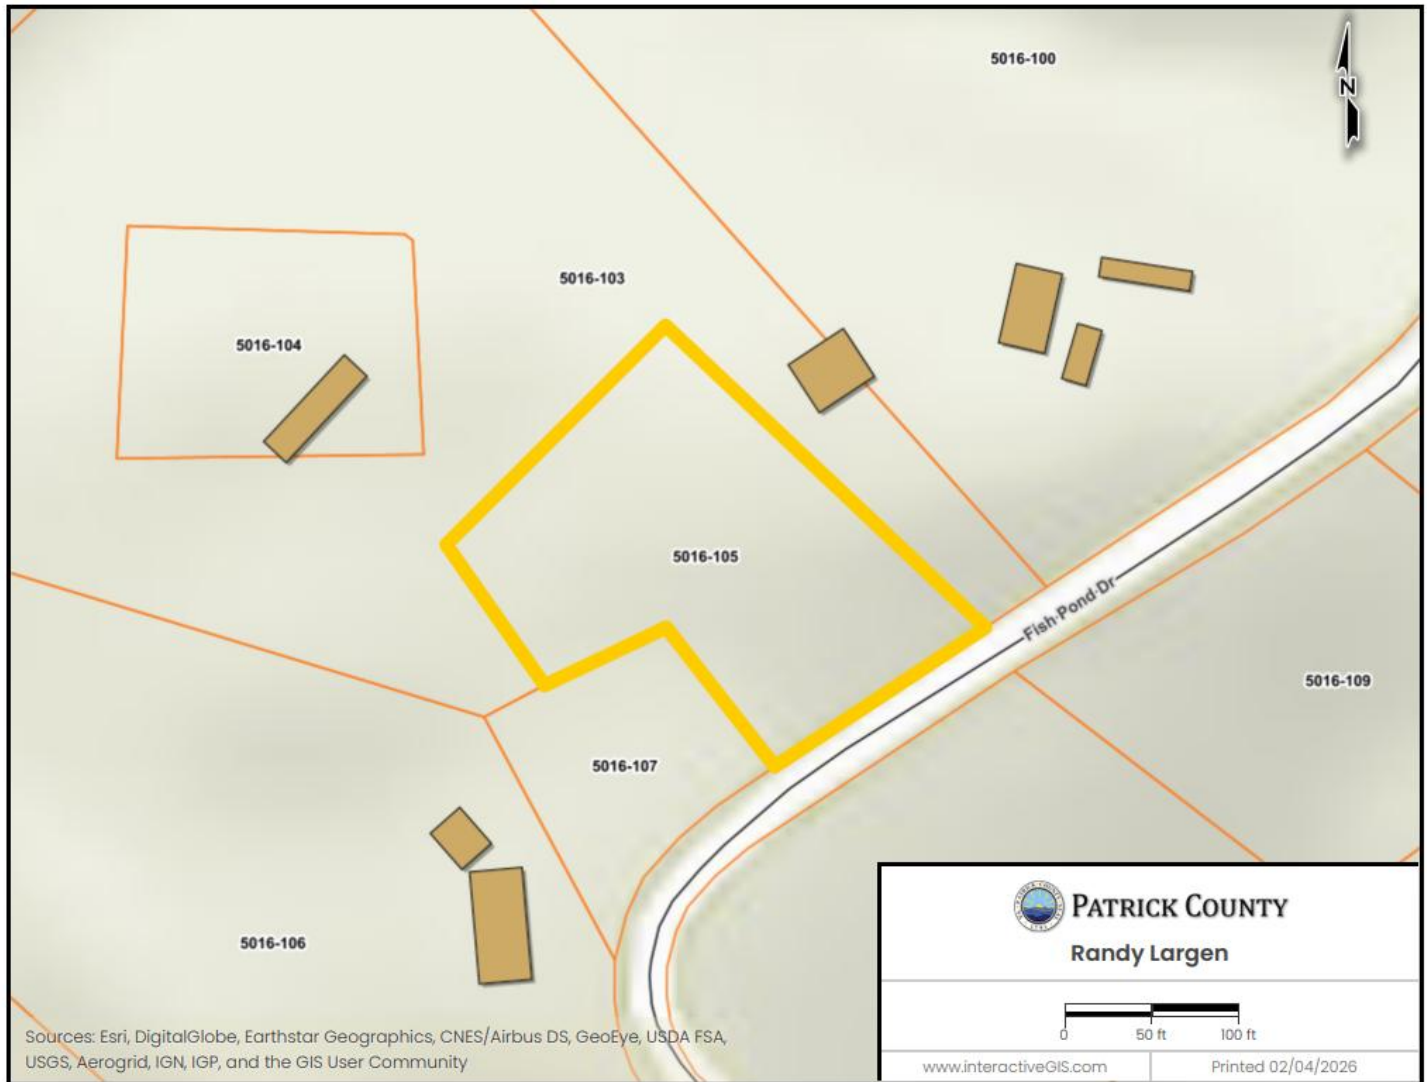 5016-100
N
5016-103
5016-104
5016-105
Fish Pond Dr
5016-109
5016-107
5016-106
PATRICK COUNTY
Randy Largen
0 50 ft 100 ft
www.interactiveGIS.com Printed 02/04/2026
Sources: Esri, DigitalGlobe, Earthstar Geographics, CNES/Airbus DS, GeoEye, USDA FSA,
USGS, Aerogrid, IGN, IGP, and the GIS User Community